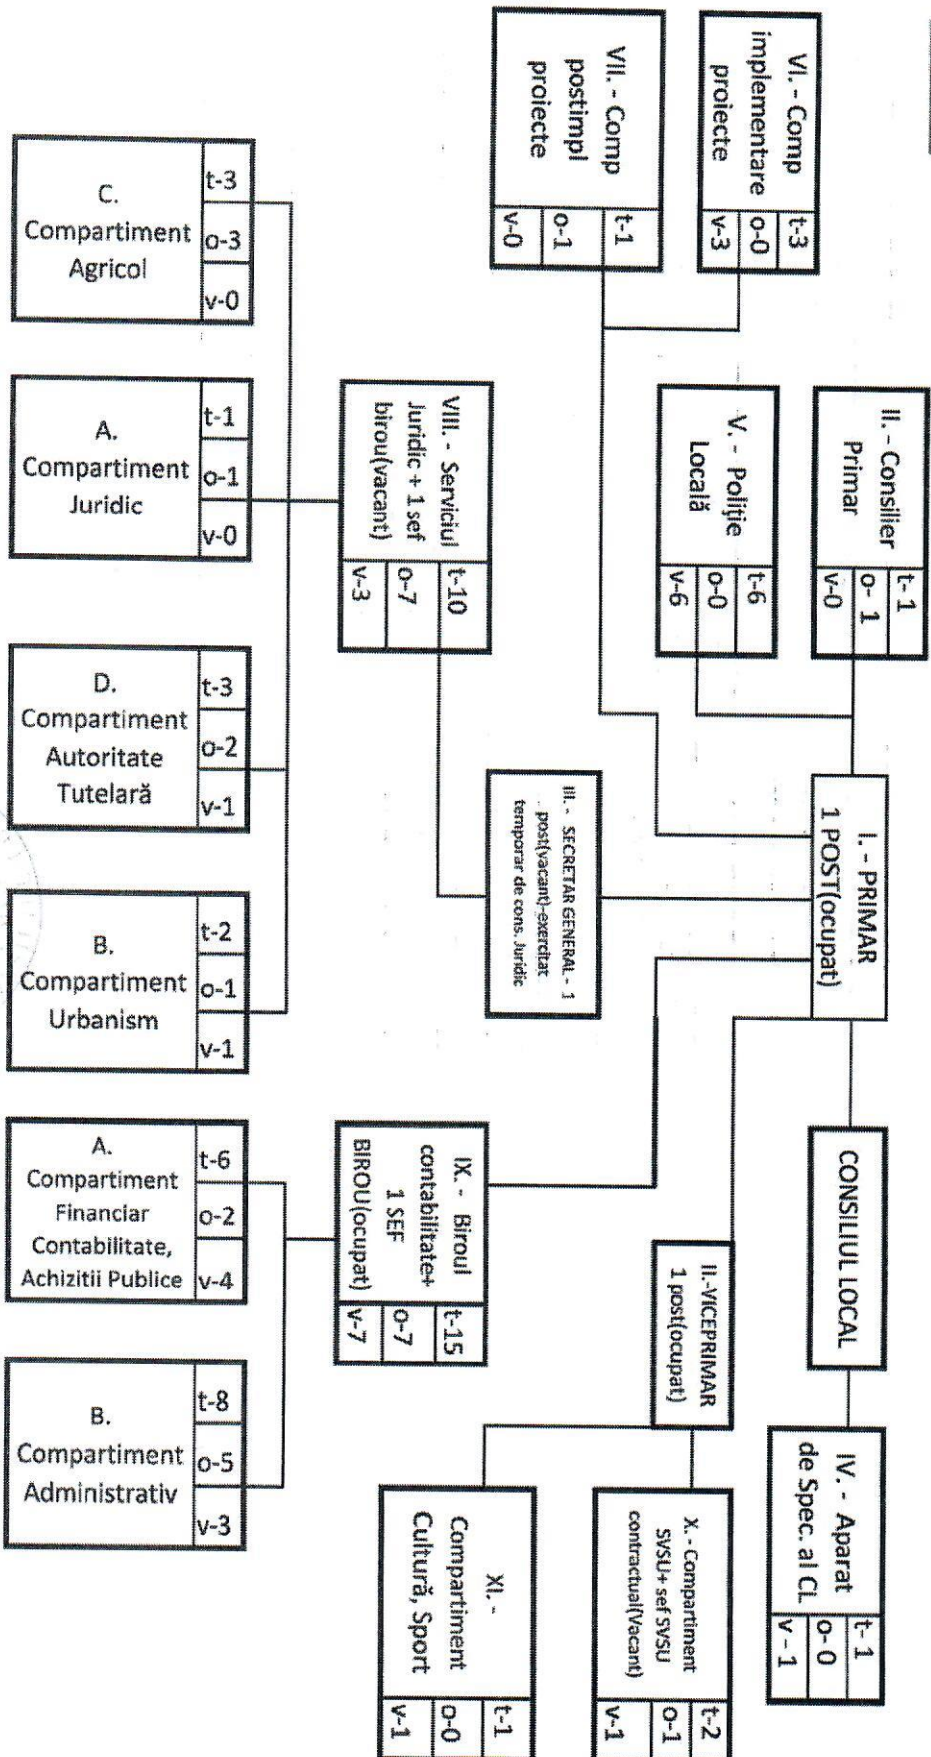 I. - PRIMAR
1 POST(ocupat)
CONSILIUL LOCAL
IV. - Aparat
de Spec. al CL
t- 1
o- 0
v - 1
II. - Consilier
Primar
t- 1
o- 1
v-0
V. - Poliţie
Locală
t-6
o-0
v-6
VI. - Comp
implementare
proiecte
t-3
o-0
v-3
VII. - Comp
postimpl
proiecte
t-1
o-1
v-0
II.-VICEPRIMAR
1 post(ocupat)
X. - Compartiment
SVSU+ sef SVSU
contractual(Vacant)
t-2
o-1
v-1
XI. -
Compartiment
Cultură, Sport
t-1
o-0
v-1
III. - SECRETAR GENERAL - 1
post(vacant)-exercitat
temporar de cons. Juridic
VIII. - Serviciul
Juridic + 1 sef
birou(vacant)
t-10
o-7
v-3
IX. - Biroul
contabilitate+
1 SEF
BIROU(ocupat)
t-15
o-7
v-7
C.
Compartiment
Agricol
t-3
o-3
v-0
A.
Compartiment
Juridic
t-1
o-1
v-0
D.
Compartiment
Autoritate
Tutelară
t-3
o-2
v-1
B.
Compartiment
Urbanism
t-2
o-1
v-1
A.
Compartiment
Financiar
Contabilitate,
Achizitii Publice
t-6
o-2
v-4
B.
Compartiment
Administrativ
t-8
o-5
v-3